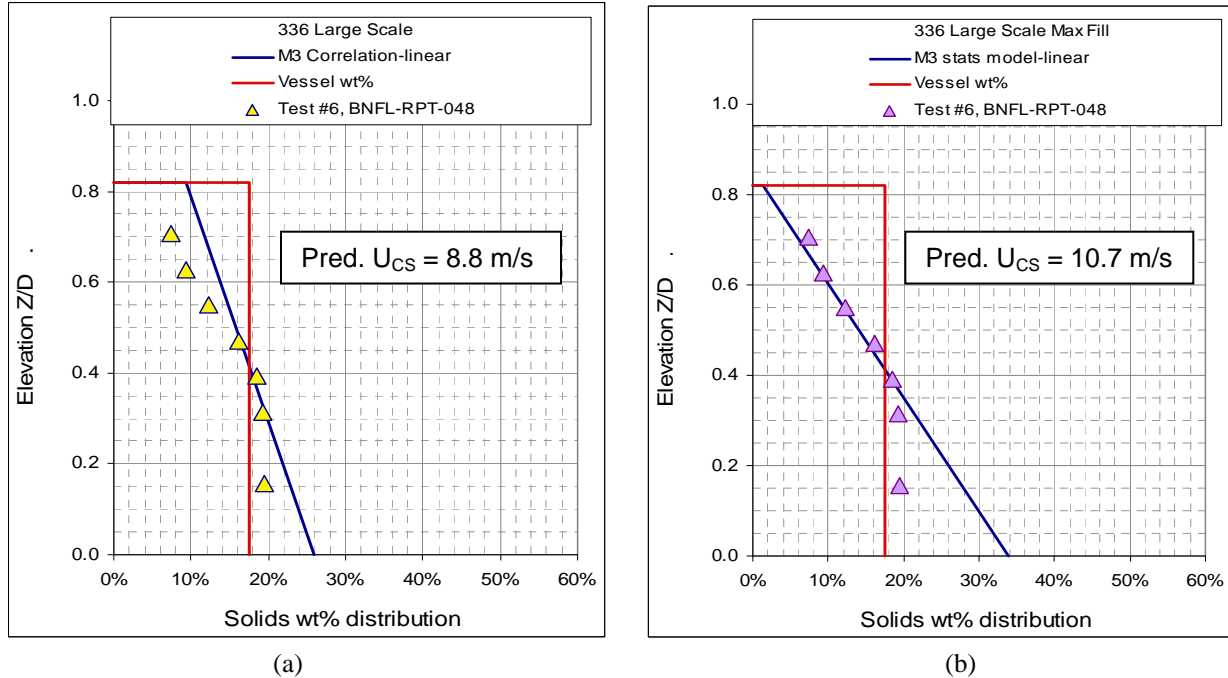 336 Large Scale
M3 Correlation-linear
Vessel wt%
Test #6, BNFL-RPT-048
1.0
0.8
0.6
0.4
0.2
0.0
Elevation Z/D .
Pred. UCS = 8.8 m/s
0% 10% 20% 30% 40% 50% 60%
Solids wt% distribution
(a)
336 Large Scale Max Fill
M3 stats model-linear
Vessel wt%
Test #6, BNFL-RPT-048
1.0
0.8
0.6
0.4
0.2
0.0
Elevation Z/D .
Pred. UCS = 10.7 m/s
0% 10% 20% 30% 40% 50% 60%
Solids wt% distribution
(b)